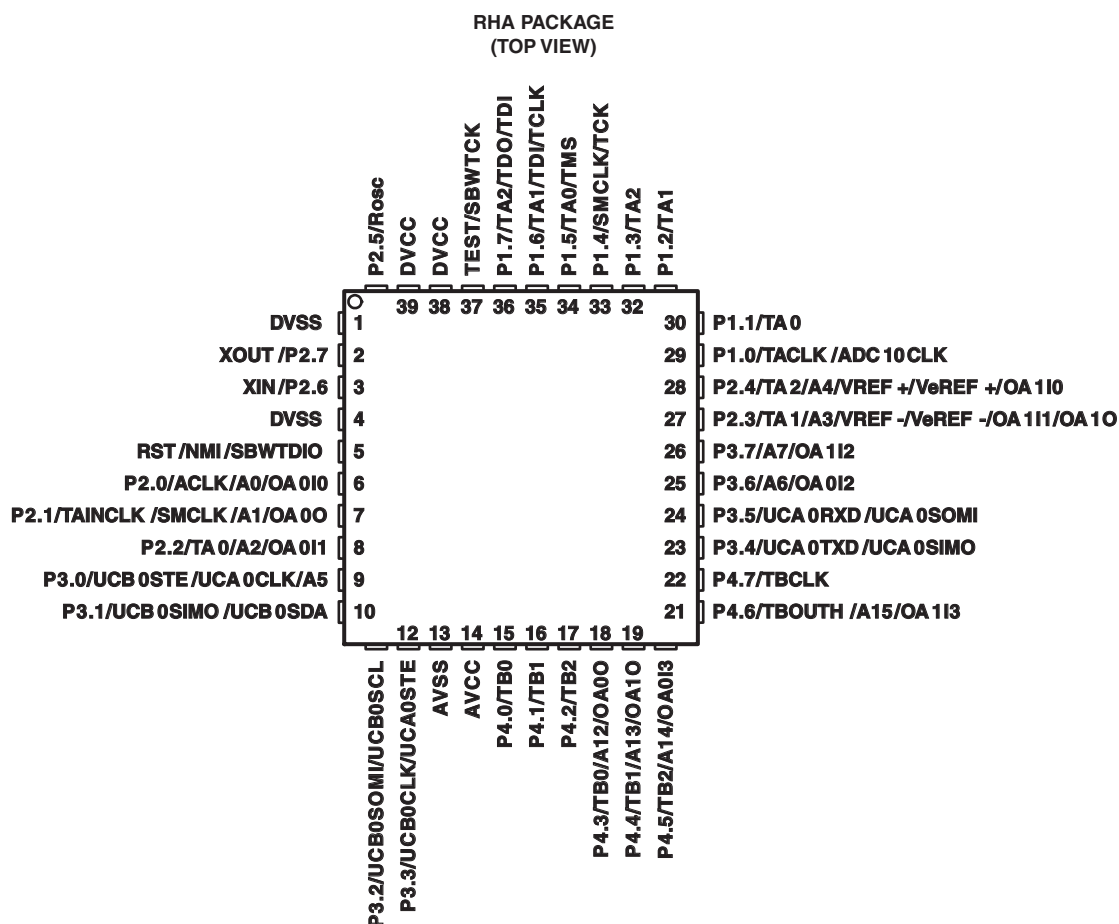 RHA PACKAGE
(TOP VIEW)
P2.5/Rosc
DVCC
DVCC
TEST/SBWTCK
P1.7/TA2/TDO/TDI
P1.6/TA1/TDI/TCLK
P1.5/TA0/TMS
P1.4/SMCLK/TCK
P1.3/TA2
P1.2/TA1
39 38 37 36 35 34 33 32
DVSS 1
XOUT/P2.7 2
XIN/P2.6 3
DVSS 4
RST/NMI/SBWTDIO 5
P2.0/ACLK/A0/OA0I0 6
P2.1/TAINCLK/SMCLK/A1/OA0O 7
P2.2/TA0/A2/OA0I1 8
P3.0/UCB0STE/UCA0CLK/A5 9
P3.1/UCB0SIMO/UCB0SDA 10
30 P1.1/TA0
29 P1.0/TACLK/ADC10CLK
28 P2.4/TA2/A4/VREF+/VeREF+/OA1I0
27 P2.3/TA1/A3/VREF-/VeREF-/OA1I1/OA1O
26 P3.7/A7/OA1I2
25 P3.6/A6/OA0I2
24 P3.5/UCA0RXD/UCA0SOMI
23 P3.4/UCA0TXD/UCA0SIMO
22 P4.7/TBCLK
21 P4.6/TBOUTH/A15/OA1I3
12 13 14 15 16 17 18 19
P3.2/UCB0SOMI/UCB0SCL
P3.3/UCB0CLK/UCA0STE
AVSS
AVCC
P4.0/TB0
P4.1/TB1
P4.2/TB2
P4.3/TB0/A12/OA0O
P4.4/TB1/A13/OA1O
P4.5/TB2/A14/OA0I3